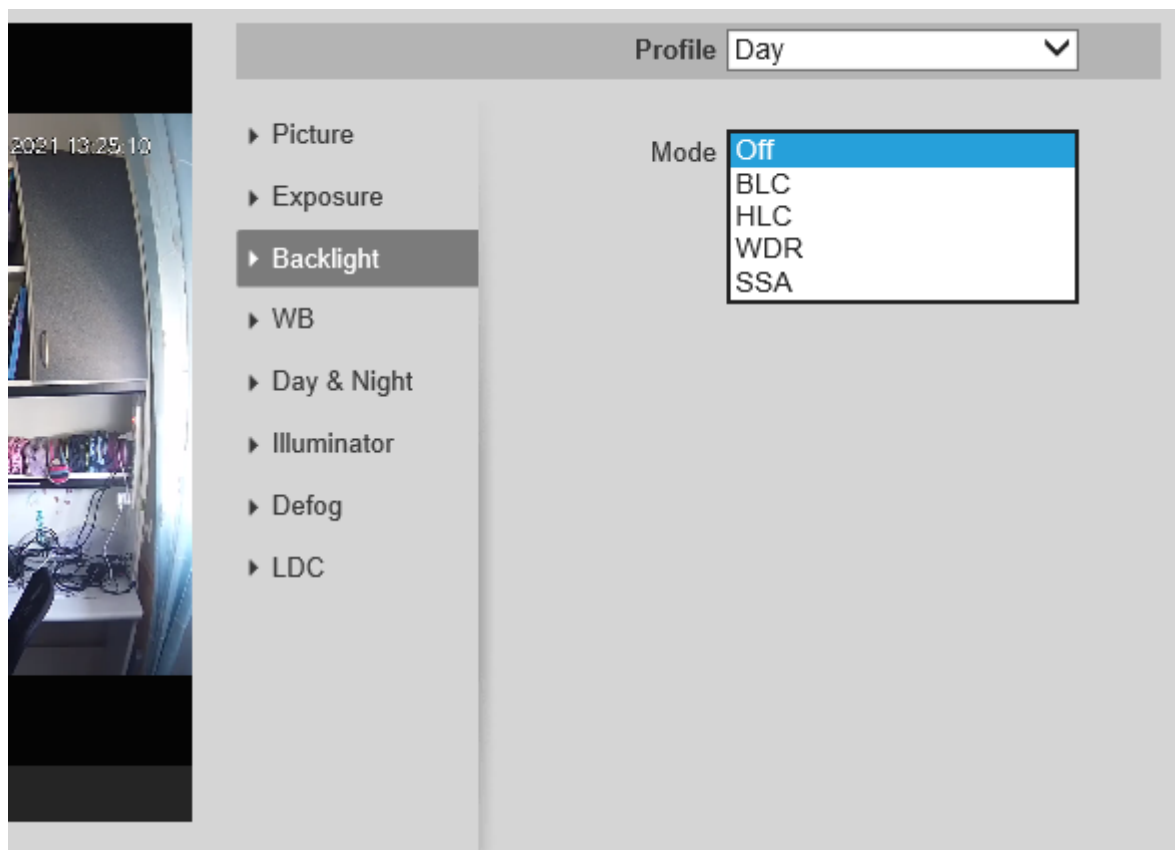 Profile Day
2021 13:25:10
Picture
Exposure
Backlight
WB
Day & Night
Illuminator
Defog
LDC
Mode Off
BLC
HLC
WDR
SSA